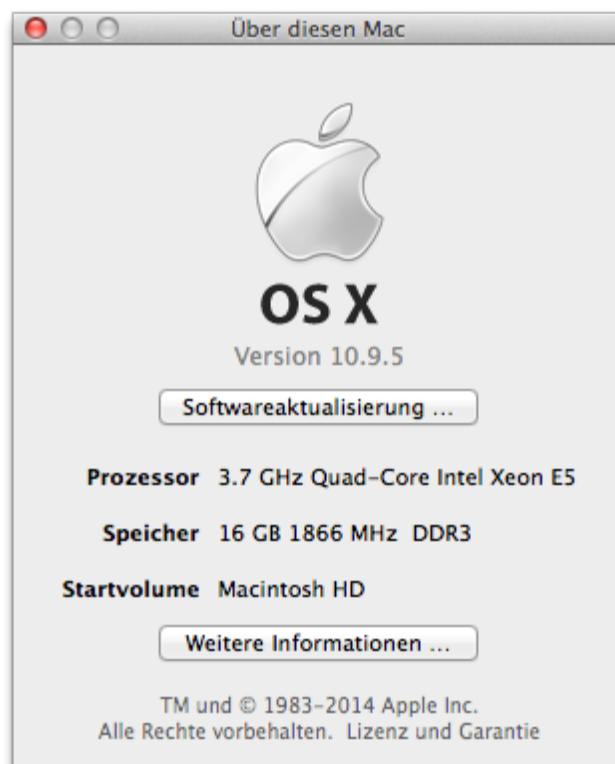 Über diesen Mac
OS X
Version 10.9.5
Softwareaktualisierung ...
Prozessor 3.7 GHz Quad-Core Intel Xeon E5
Speicher 16 GB 1866 MHz DDR3
Startvolume Macintosh HD
Weitere Informationen ...
TM und © 1983-2014 Apple Inc.
Alle Rechte vorbehalten. Lizenz und Garantie